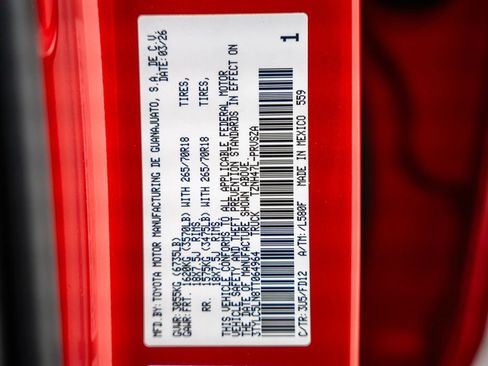 MFD.BY:TOYOTA MOTOR MANUFACTURING DE GUANAJUATO, S.A. DE C.V.
DATE: 03/26
GVWR: 3055KG (6735LB)
GAWR: FRT. 1620KG (3570LB) WITH 265/70R18 TIRES,
18X7.5J RIMS
RR. 1575KG (3475LB) WITH 265/70R18 TIRES,
18X7.5J RIMS
THIS VEHICLE CONFORMS TO ALL APPLICABLE FEDERAL MOTOR
VEHICLE SAFETY AND THEFT PREVENTION STANDARDS IN EFFECT ON
THE DATE OF MANUFACTURE SHOWN ABOVE.
3TYLC5LN8TT064964 TRUCK TZNH47L-PRVSZA
C/TR: 3U5/FD12 A/TM: /L580F MADE IN MEXICO 559
1